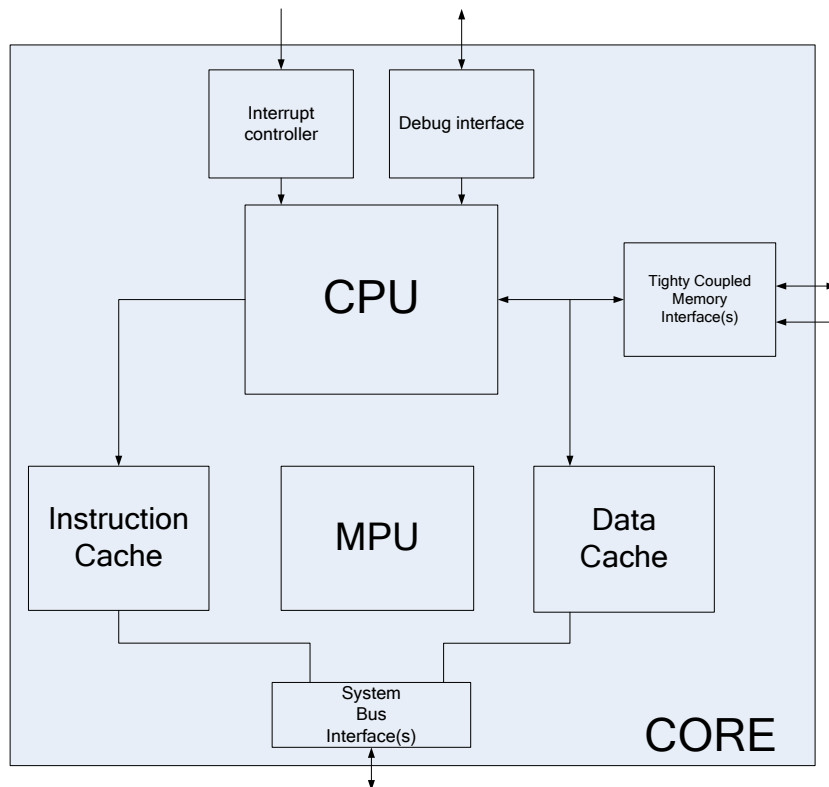 Interrupt
controller
Debug interface
CPU
Tighty Coupled
Memory
Interface(s)
Instruction
Cache
MPU
Data
Cache
System
Bus
Interface(s)
CORE